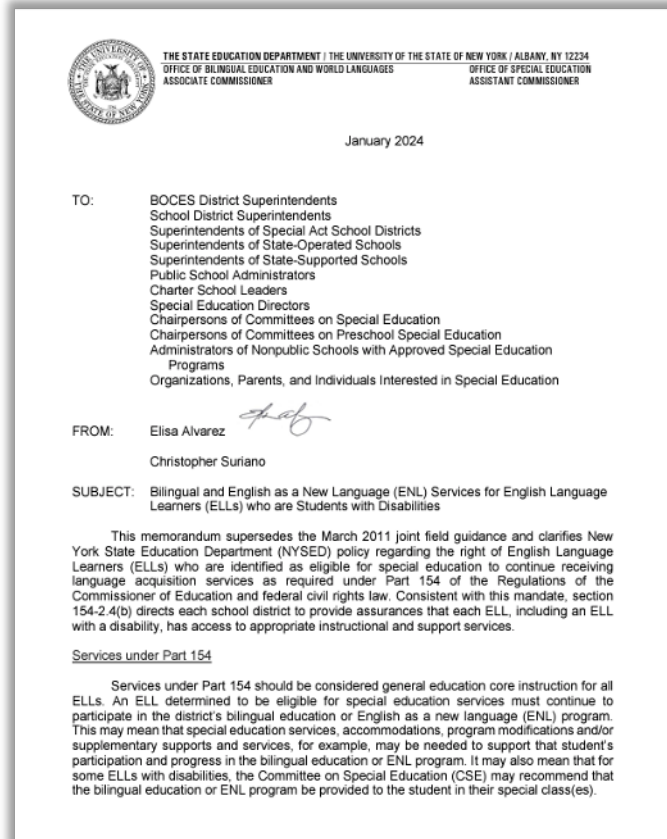 THE STATE EDUCATION DEPARTMENT / THE UNIVERSITY OF THE STATE OF NEW YORK / ALBANY, NY 12234
OFFICE OF BILINGUAL EDUCATION AND WORLD LANGUAGES OFFICE OF SPECIAL EDUCATION
ASSOCIATE COMMISSIONER ASSISTANT COMMISSIONER
January 2024
TO: BOCES District Superintendents
School District Superintendents
Superintendents of Special Act School Districts
Superintendents of State-Operated Schools
Superintendents of State-Supported Schools
Public School Administrators
Charter School Leaders
Special Education Directors
Chairpersons of Committees on Special Education
Chairpersons of Committees on Preschool Special Education
Administrators of Nonpublic Schools with Approved Special Education
Programs
Organizations, Parents, and Individuals Interested in Special Education
FROM: Elisa Alvarez
Christopher Suriano
SUBJECT: Bilingual and English as a New Language (ENL) Services for English Language
Learners (ELLs) who are Students with Disabilities
This memorandum supersedes the March 2011 joint field guidance and clarifies New
York State Education Department (NYSED) policy regarding the right of English Language
Learners (ELLs) who are identified as eligible for special education to continue receiving
language acquisition services as required under Part 154 of the Regulations of the
Commissioner of Education and federal civil rights law. Consistent with this mandate, section
154-2.4(b) directs each school district to provide assurances that each ELL, including an ELL
with a disability, has access to appropriate instructional and support services.
Services under Part 154
Services under Part 154 should be considered general education core instruction for all
ELLs. An ELL determined to be eligible for special education services must continue to
participate in the district's bilingual education or English as a new language (ENL) program.
This may mean that special education services, accommodations, program modifications and/or
supplementary supports and services, for example, may be needed to support that student's
participation and progress in the bilingual education or ENL program. It may also mean that for
some ELLs with disabilities, the Committee on Special Education (CSE) may recommend that
the bilingual education or ENL program be provided to the student in their special class(es).